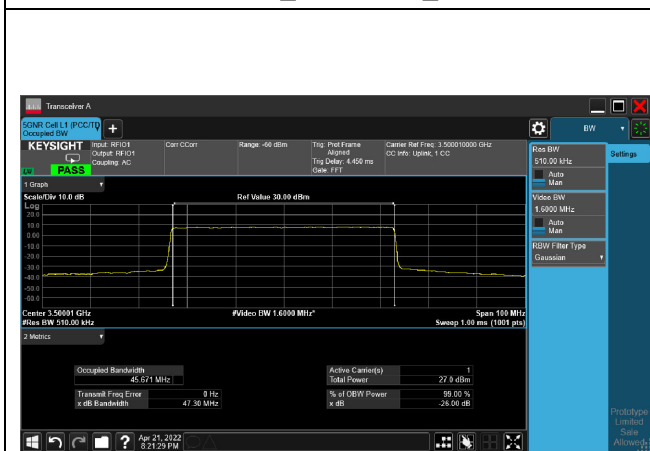 Transceiver A
5GNR Cell L1 (PCC/TD
Occupied BW
+
BW
KEYSIGHT
Input: RFIO1
Output: RFIO1
Coupling: AC
Corr CCorr
Range: -60 dBm
Trig: Prot Frame
Aligned
Trig Delay: 4.450 ms
Gate: FFT
Carrier Ref Freq: 3.500010000 GHz
CC Info: Uplink, 1 CC
PASS
Res BW
510.00 kHz
Auto
Man
Settings
Video BW
1.6000 MHz
Auto
Man
RBW Filter Type
Gaussian
1 Graph
Scale/Div 10.0 dB
Ref Value 30.00 dBm
Log
20.0
10.0
0.00
-10.0
-20.0
-30.0
-40.0
-50.0
-60.0
Center 3.50001 GHz
#Video BW 1.6000 MHz*
Span 100 MHz
#Res BW 510.00 kHz
Sweep 1.00 ms (1001 pts)
2 Metrics
Occupied Bandwidth
45.671 MHz
Active Carrier(s) 1
Total Power 27.0 dBm
Transmit Freq Error 0 Hz
x dB Bandwidth 47.30 MHz
% of OBW Power 99.00 %
x dB -26.00 dB
Prototype
Limited
Sale
Allowed
?
Apr 21, 2022
8:21:29 PM